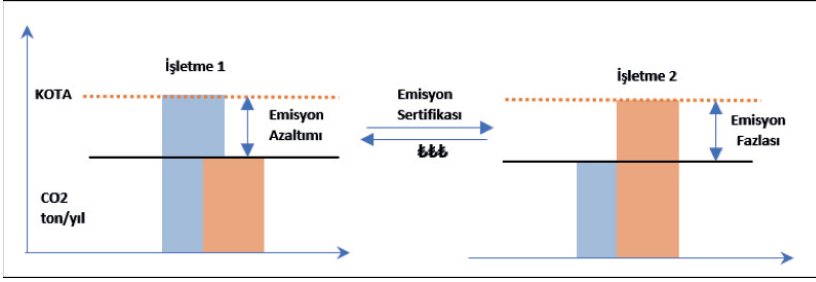 İşletme 1
KOTA
Emisyon
Azaltımı
CO2
ton/yıl
Emisyon
Sertifikası
₺₺₺
İşletme 2
Emisyon
Fazlası